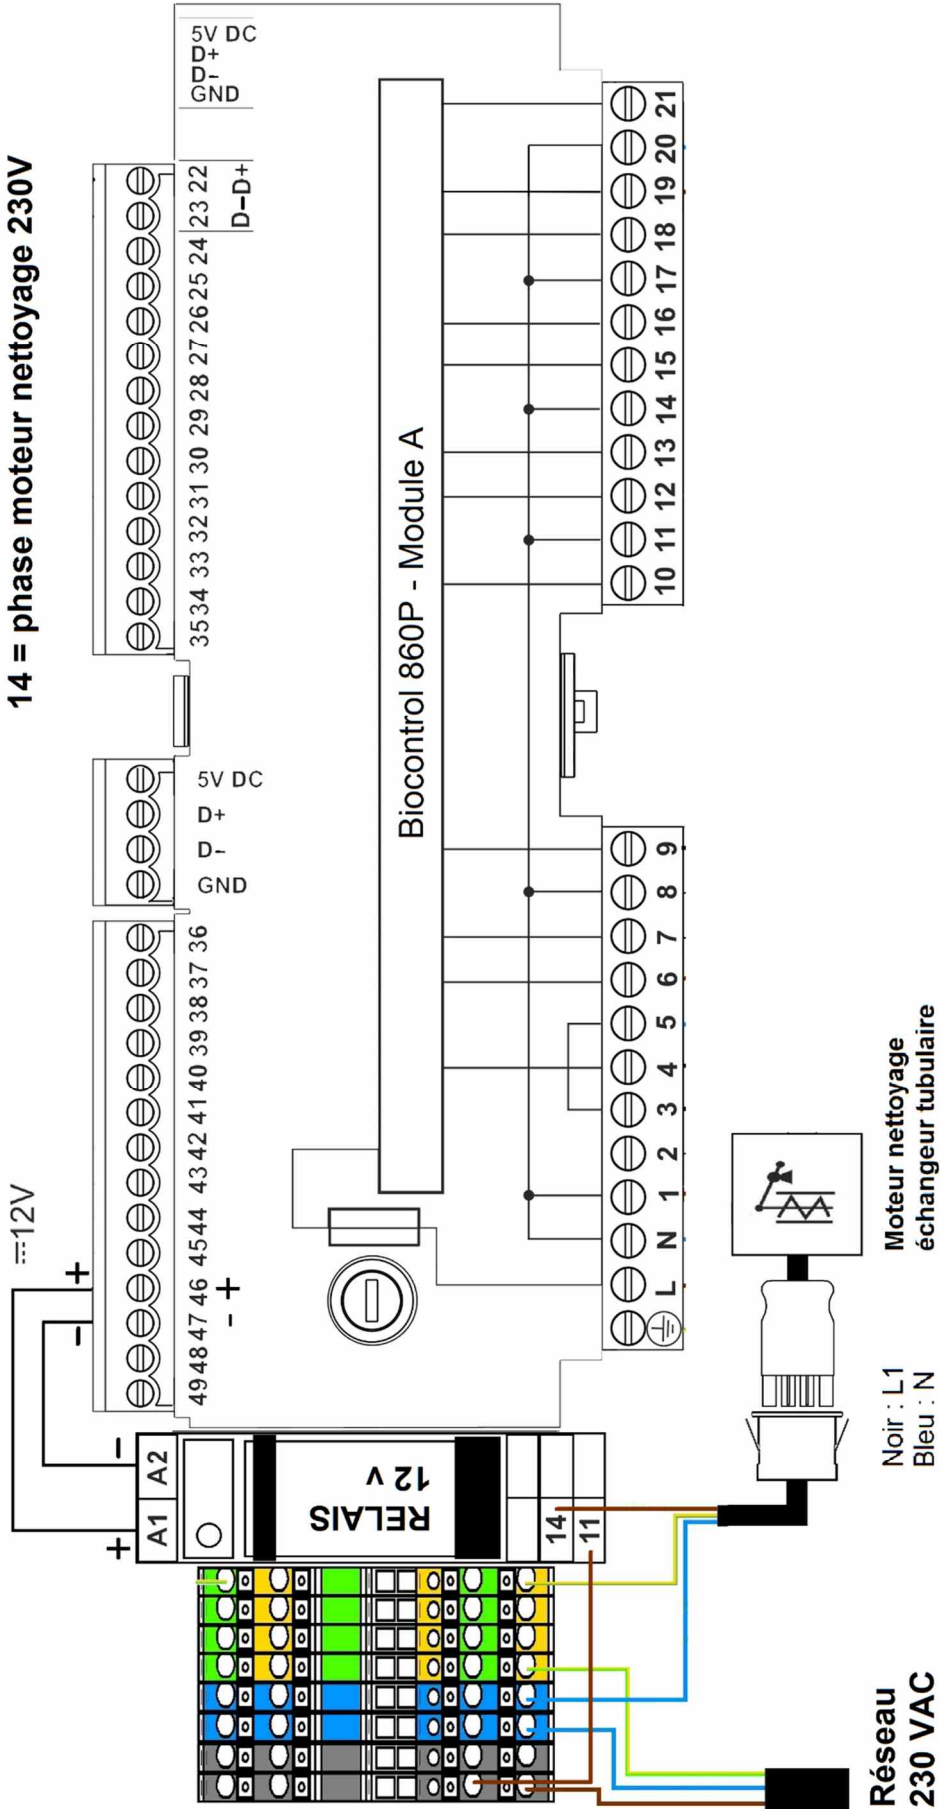 14 = phase moteur nettoyage 230V
5V DC
D+
D-
GND
22
23
24
25
26
27
28
29
30
31
32
33
34
35
D-D+
5V DC
D+
D-
GND
36
37
38
39
40
41
42
43
44
45
46
47
48
49
- +
⎓12V
+
-
Biocontrol 860P - Module A
21
20
19
18
17
16
15
14
13
12
11
10
9
8
7
6
5
4
3
2
1
N
L
- A2
+ A1
RELAIS
12 v
14
11
Moteur nettoyage
échangeur tubulaire
Noir : L1
Bleu : N
Réseau
230 VAC